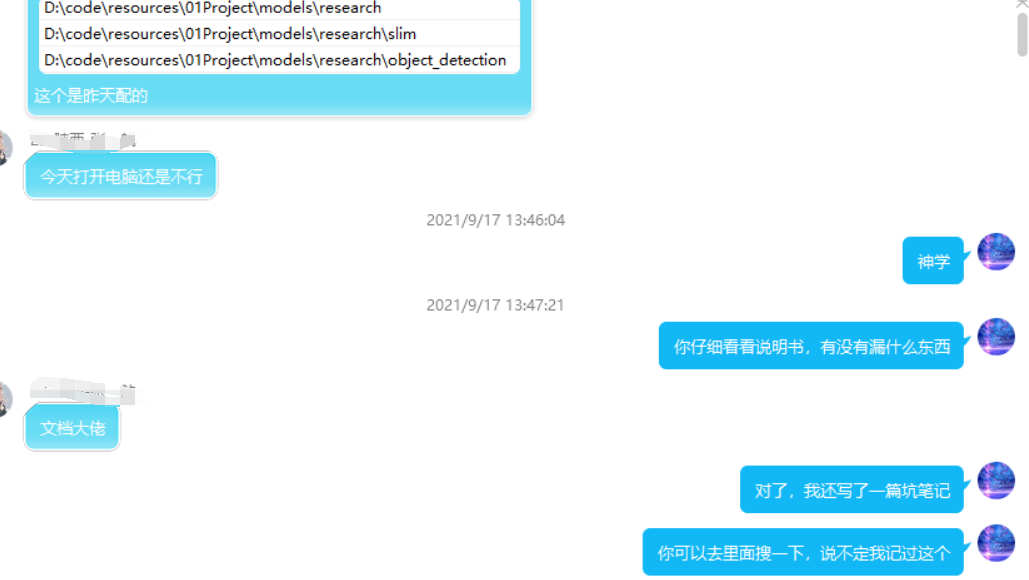 D:\code\resources\01Project\models\research
D:\code\resources\01Project\models\research\slim
D:\code\resources\01Project\models\research\object_detection
这个是昨天配的
今天打开电脑还是不行
2021/9/17 13:46:04
神学
2021/9/17 13:47:21
你仔细看看说明书，有没有漏什么东西
文档大佬
对了，我还写了一篇坑笔记
你可以去里面搜一下，说不定我记过这个